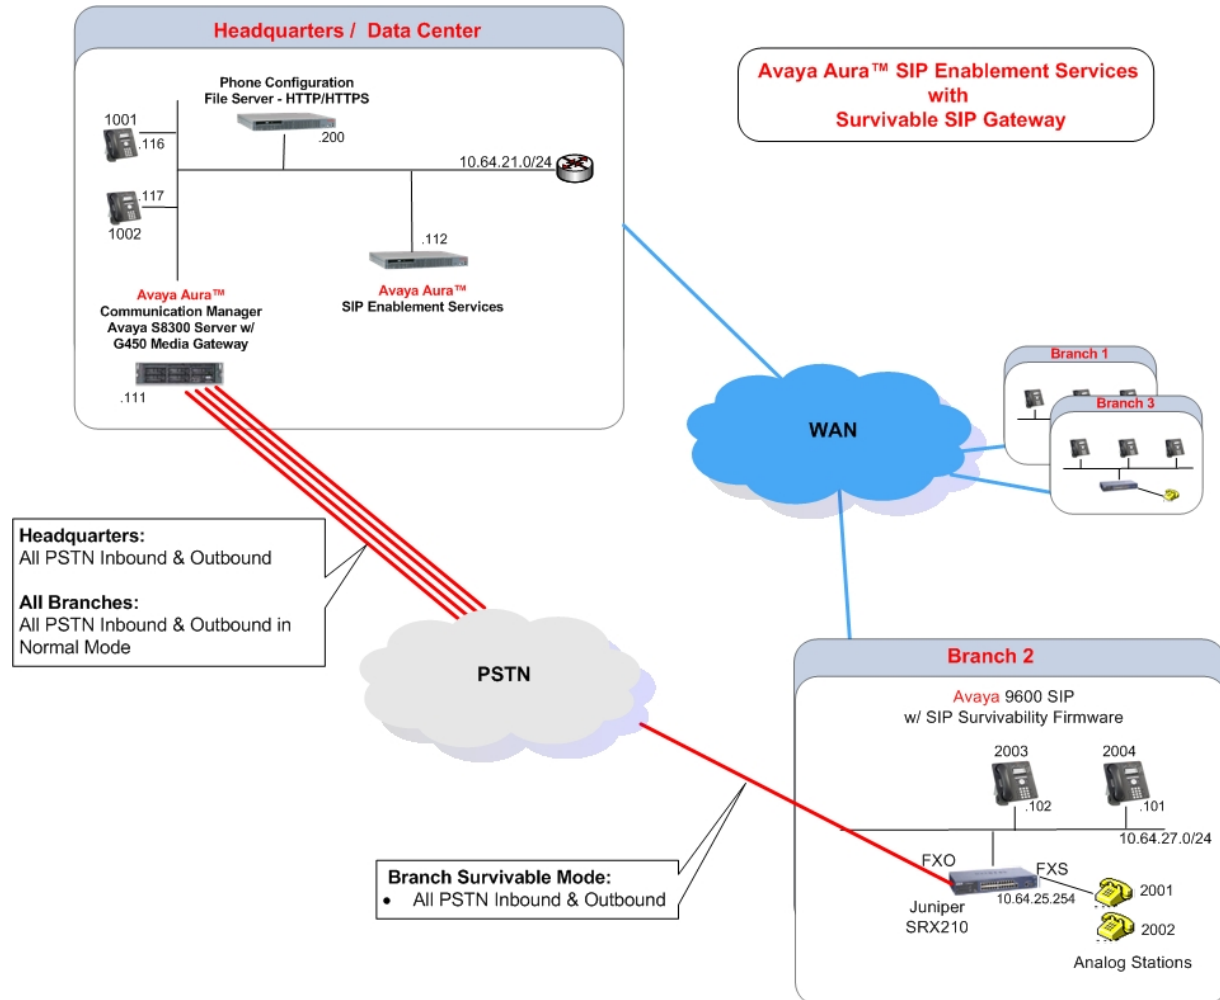 Headquarters / Data Center
Phone Configuration
File Server - HTTP/HTTPS
1001
.116
.200
10.64.21.0/24
.117
1002
.112
Avaya Aura™
SIP Enablement Services
Avaya Aura™
Communication Manager
Avaya S8300 Server w/
G450 Media Gateway
.111
Avaya Aura™ SIP Enablement Services
with
Survivable SIP Gateway
WAN
Branch 1
Branch 3
Headquarters:
All PSTN Inbound & Outbound
All Branches:
All PSTN Inbound & Outbound in
Normal Mode
PSTN
Branch Survivable Mode:
• All PSTN Inbound & Outbound
Branch 2
Avaya 9600 SIP
w/ SIP Survivability Firmware
2003
2004
.102
.101
10.64.27.0/24
FXO
FXS
10.64.25.254
Juniper
SRX210
2001
2002
Analog Stations